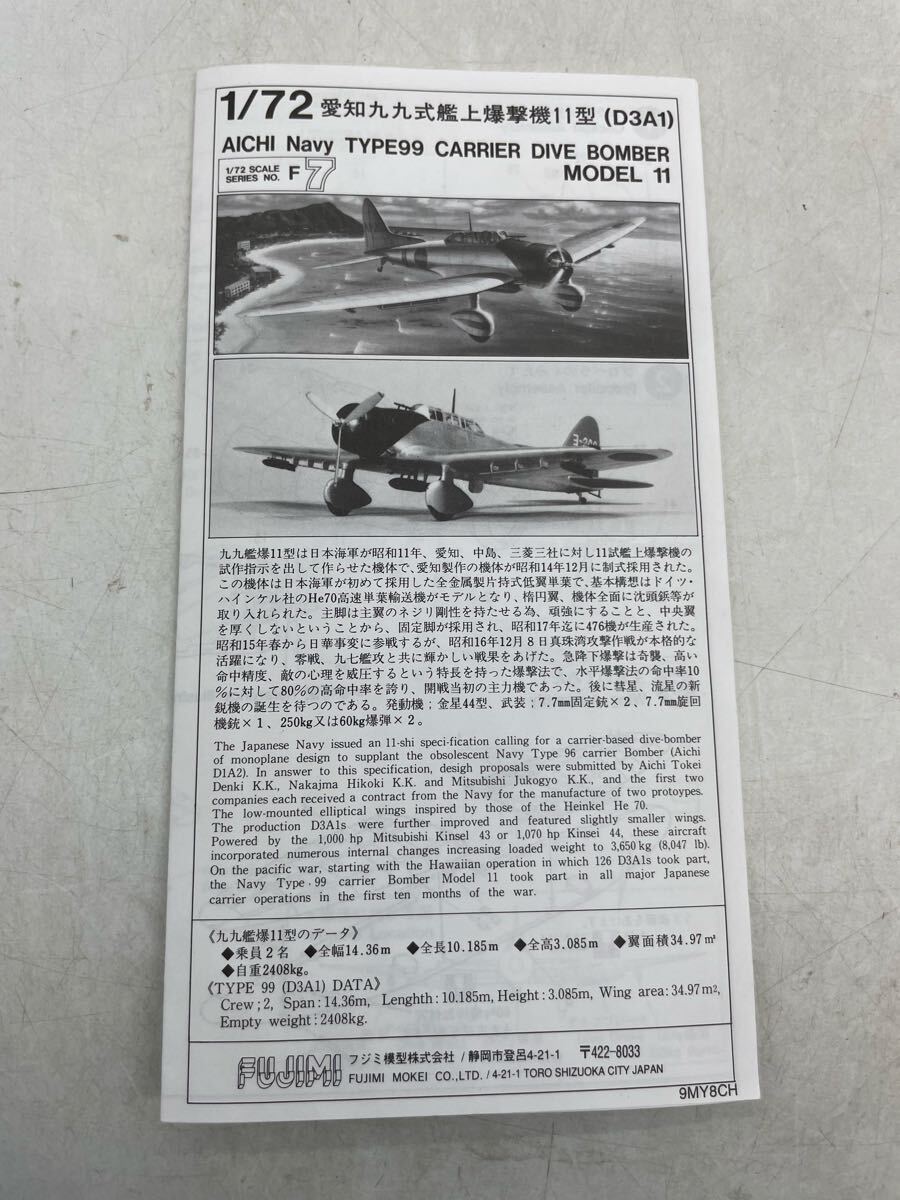 1/72 愛知九九式艦上爆撃機11型 (D3A1)
AICHI Navy TYPE99 CARRIER DIVE BOMBER
MODEL 11
1/72 SCALE
SERIES NO. F 7
九九艦爆11型は日本海軍が昭和11年、愛知、中島、三菱三社に対し11試艦上爆撃機の
試作指示を出して作らせた機体で、愛知製作の機体が昭和14年12月に制式採用された。
この機体は日本海軍が初めて採用した全金属製片持式低翼単葉で、基本構想はドイツ・
ハインケル社のHe70高速単葉輸送機がモデルとなり、楕円翼、機体全面に沈頭鋲等が
取り入れられた。主脚は主翼のネジリ剛性を持たせる為、頑強にすることと、中央翼
を厚くしないということから、固定脚が採用され、昭和17年迄に476機が生産された。
昭和15年春から日華事変に参戦するが、昭和16年12月8日真珠湾攻撃作戦が本格的な
活躍になり、零戦、九七艦攻と共に輝かしい戦果をあげた。急降下爆撃は奇襲、高い
命中精度、敵の心理を威圧するという特長を持った爆撃法で、水平爆撃法の命中率10
%に対して80%の高命中率を誇り、開戦当初の主力機であった。後に彗星、流星の新
鋭機の誕生を待つのである。発動機；金星44型、武装；7.7mm固定銃×2、7.7mm旋回
機銃×1、250kg又は60kg爆弾×2。
The Japanese Navy issued an 11-shi speci-fication calling for a carrier-based dive-bomber
of monoplane design to supplant the obsolescent Navy Type 96 carrier Bomber (Aichi
D1A2). In answer to this specification, desigh proposals were submitted by Aichi Tokei
Denki K.K., Nakajma Hikoki K.K. and Mitsubishi Jukogyo K.K., and the first two
companies each received a contract from the Navy for the manufacture of two protoypes.
The low-mounted elliptical wings inspired by those of the Heinkel He 70.
The production D3A1s were further improved and featured slightly smaller wings.
Powered by the 1,000 hp Mitsubishi Kinsel 43 or 1,070 hp Kinsei 44, these aircraft
incorporated numerous internal changes increasing loaded weight to 3,650kg (8,047 lb).
On the pacific war, starting with the Hawaiian operation in which 126 D3A1s took part,
the Navy Type 99 carrier Bomber Model 11 took part in all major Japanese
carrier operations in the first ten months of the war.
《九九艦爆11型のデータ》
◆乗員2名 ◆全幅14.36m ◆全長10.185m ◆全高3.085m ◆翼面積34.97㎡
◆自重2408kg。
《TYPE 99 (D3A1) DATA》
Crew;2, Span:14.36m, Lenghth:10.185m, Height:3.085m, Wing area:34.97m²,
Empty weight:2408kg.
FUJIMI フジミ模型株式会社/静岡市登呂4-21-1 〒422-8033
FUJIMI MOKEI CO.,LTD. / 4-21-1 TORO SHIZUOKA CITY JAPAN
9MY8CH